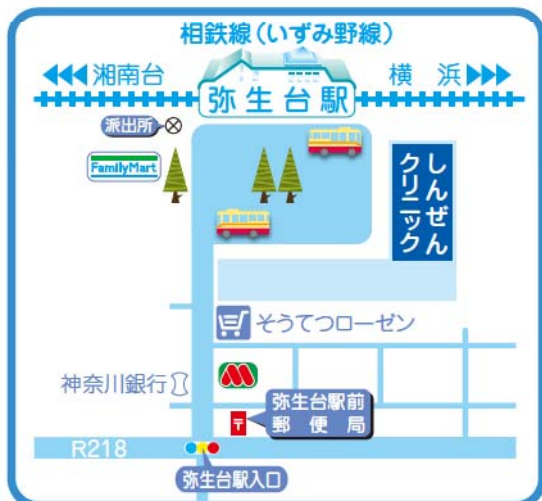 相鉄線(いずみ野線)
湘南台
横浜
弥生台駅
派出所
FamilyMart
しんぜん
クリニック
そうてつローゼン
神奈川銀行
弥生台駅前
郵便局
〒
R218
弥生台駅入口